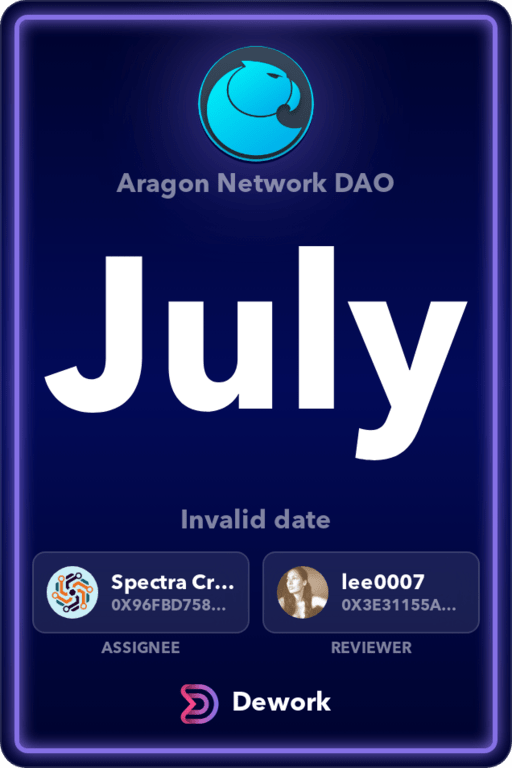 Aragon Network DAO
July
Invalid date
Spectra Cr...
0X96FBD758...
lee0007
0X3E31155A...
ASSIGNEE
REVIEWER
Dework